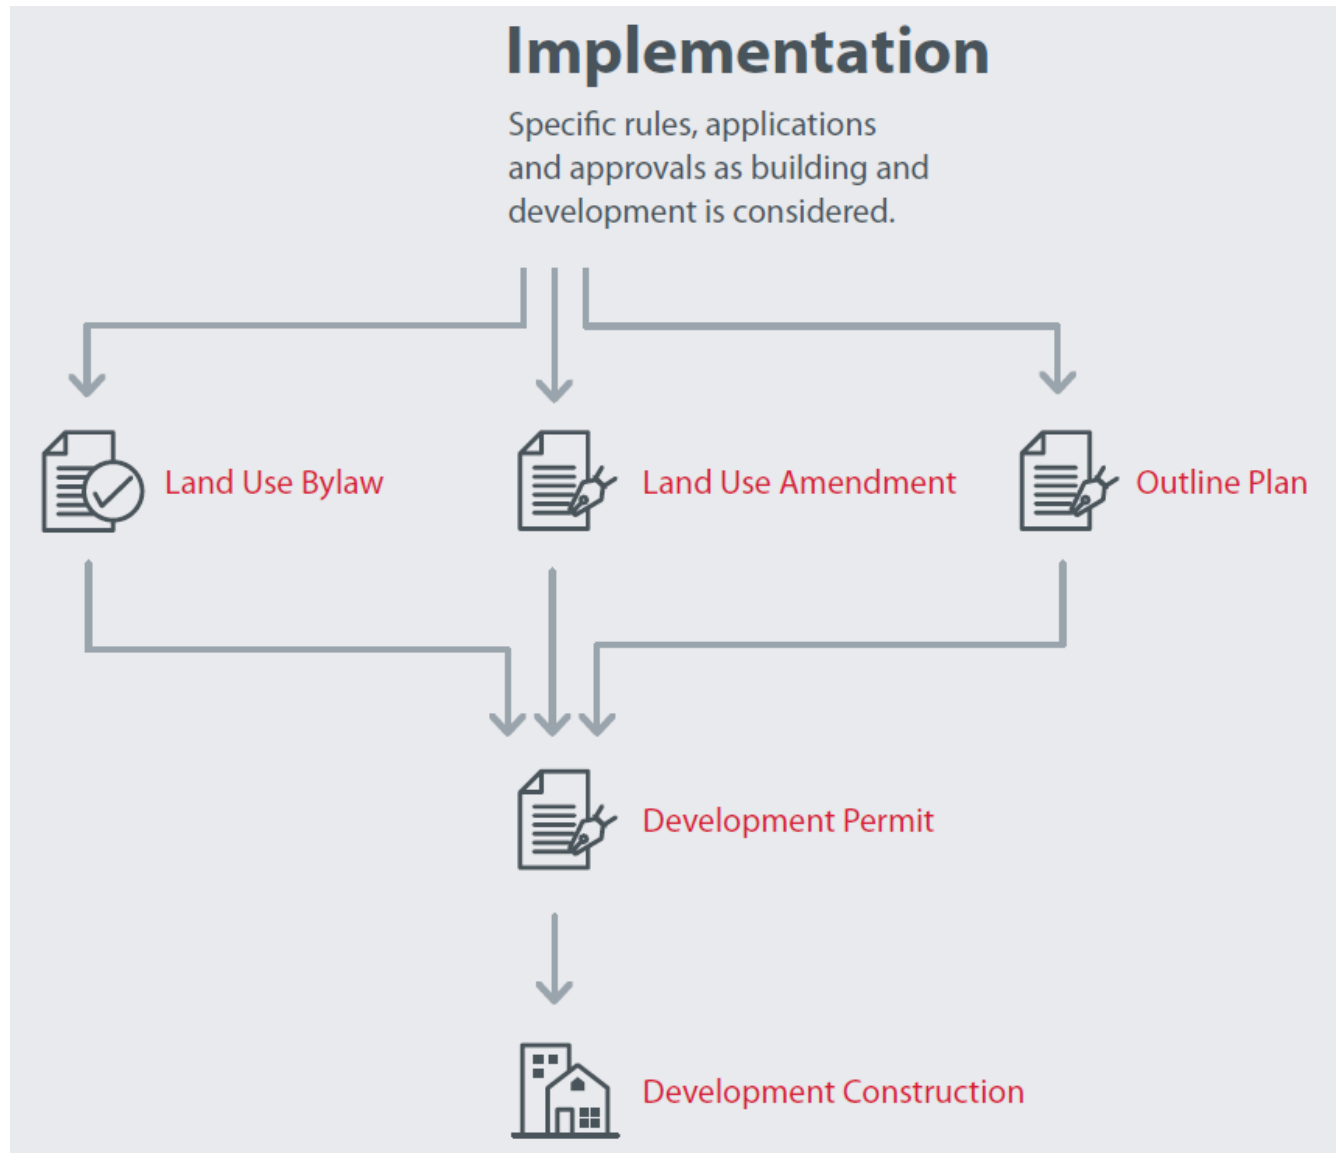 Implementation
Specific rules, applications
and approvals as building and
development is considered.
Land Use Bylaw
Land Use Amendment
Outline Plan
Development Permit
Development Construction